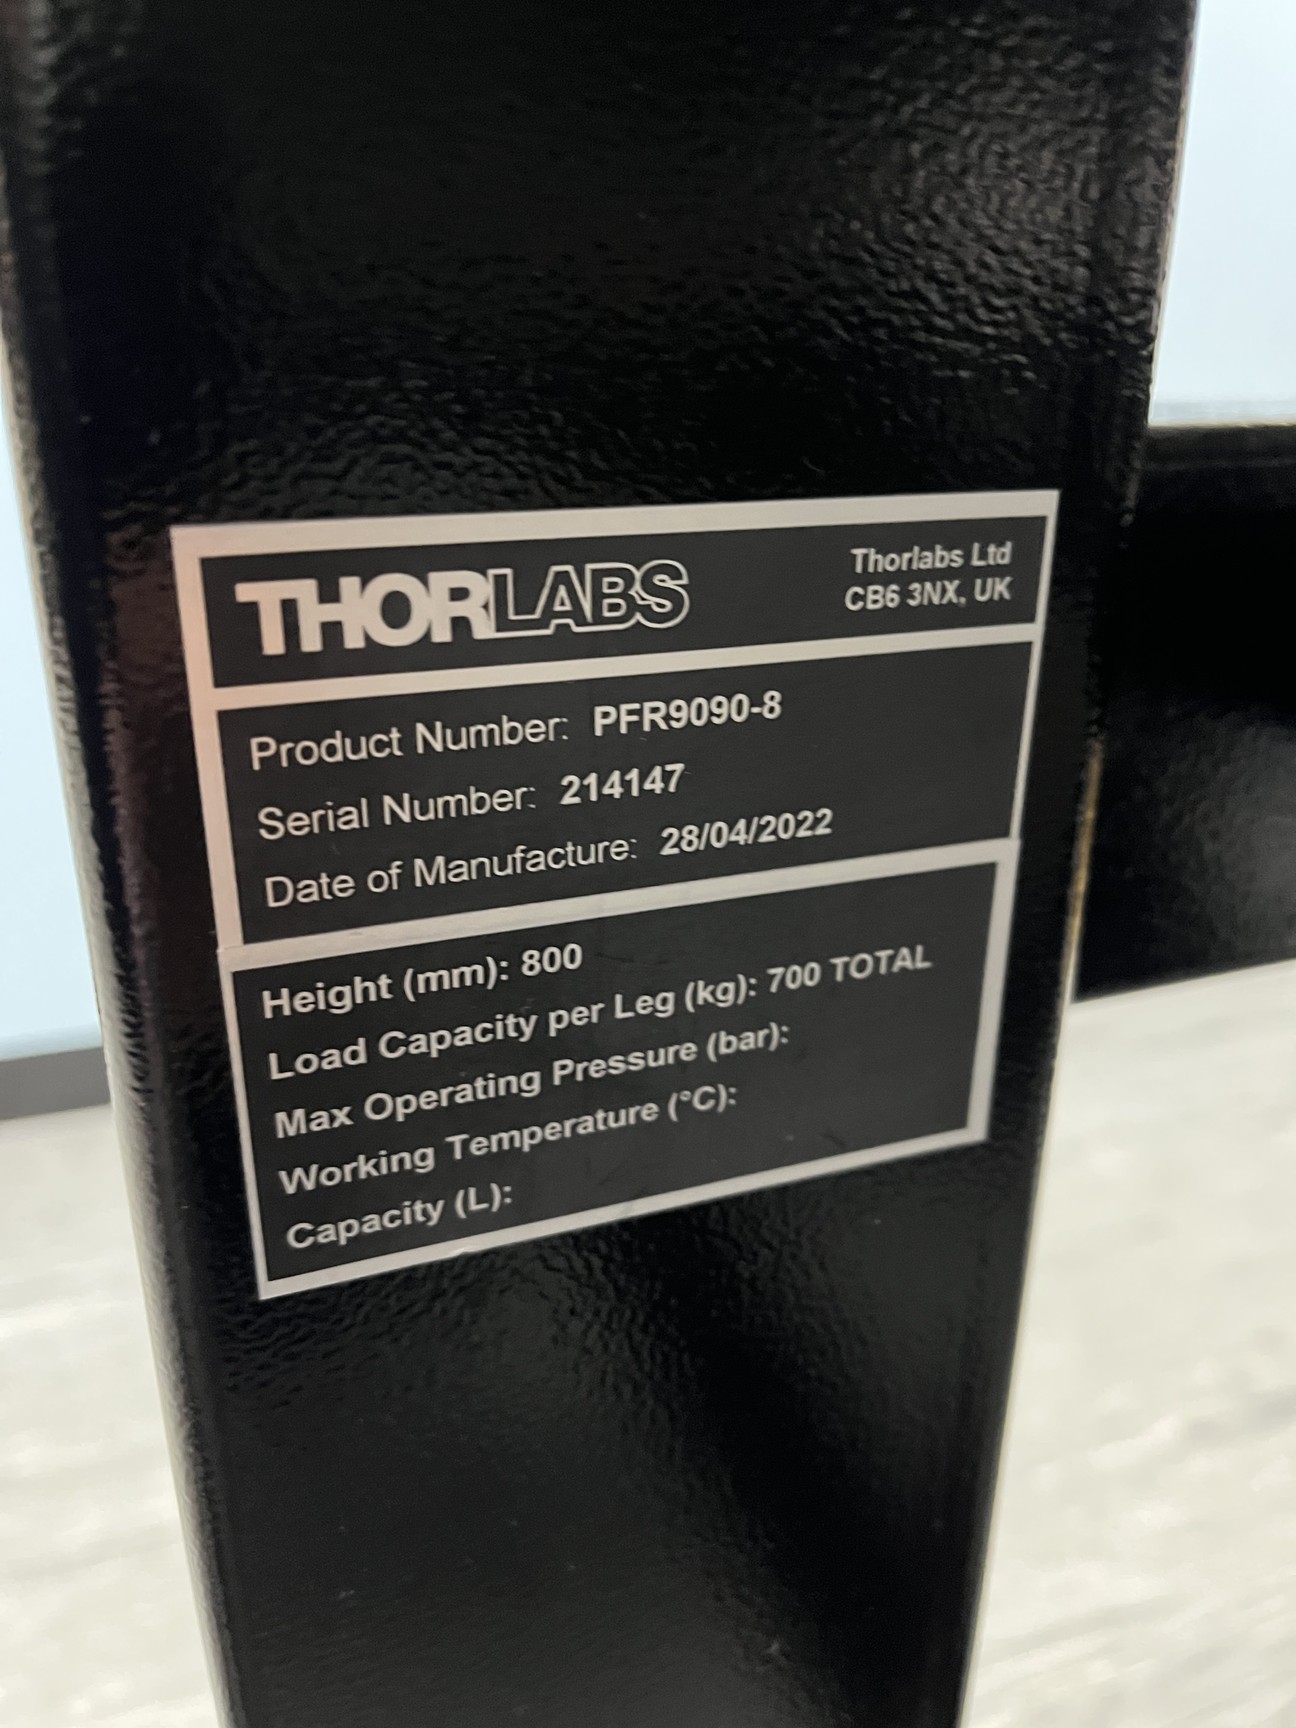 THORLABS
Thorlabs Ltd
CB6 3NX, UK
Product Number: PFR9090-8
Serial Number: 214147
Date of Manufacture: 28/04/2022
Height (mm): 800
Load Capacity per Leg (kg): 700 TOTAL
Max Operating Pressure (bar):
Working Temperature (°C):
Capacity (L):